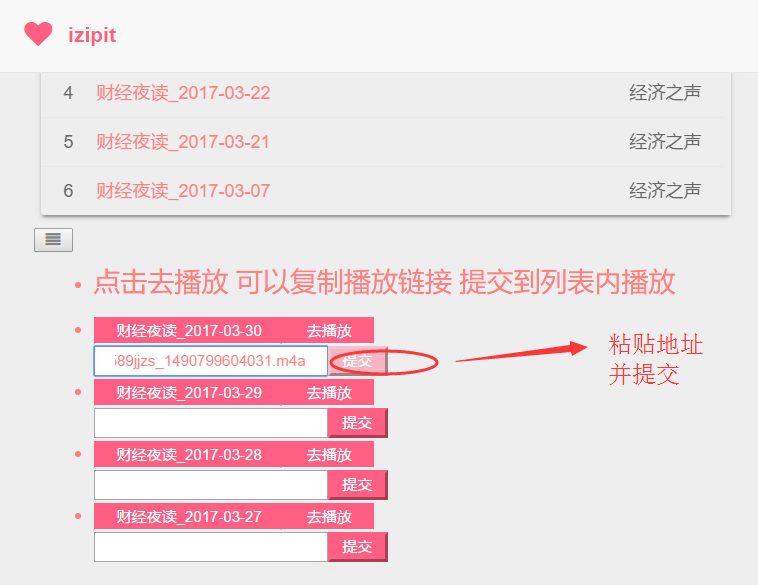 izipit
4 财经夜读_2017-03-22 经济之声
5 财经夜读_2017-03-21 经济之声
6 财经夜读_2017-03-07 经济之声
点击去播放 可以复制播放链接 提交到列表内播放
财经夜读_2017-03-30 去播放
589jjzs_1490799604031.m4a 提交
粘贴地址
并提交
财经夜读_2017-03-29 去播放
提交
财经夜读_2017-03-28 去播放
提交
财经夜读_2017-03-27 去播放
提交